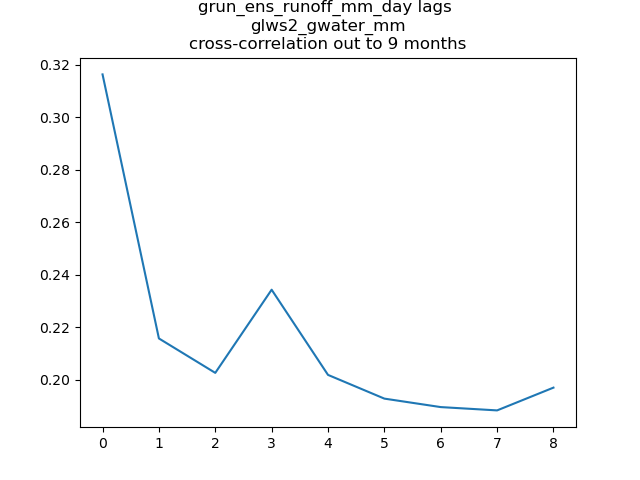 grun_ens_runoff_mm_day lags
glws2_gwater_mm
cross-correlation out to 9 months
0.32
0.30
0.28
0.26
0.24
0.22
0.20
0 1 2 3 4 5 6 7 8